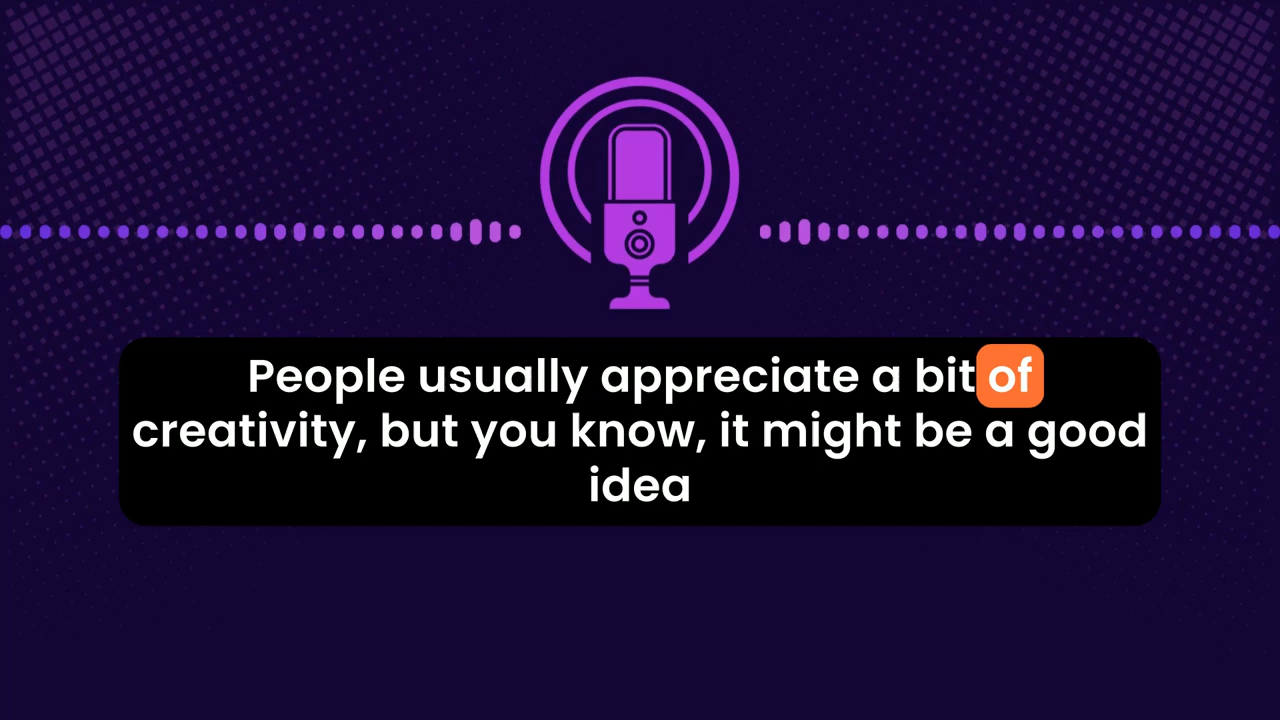 People usually appreciate a bit of
creativity, but you know, it might be a good
idea